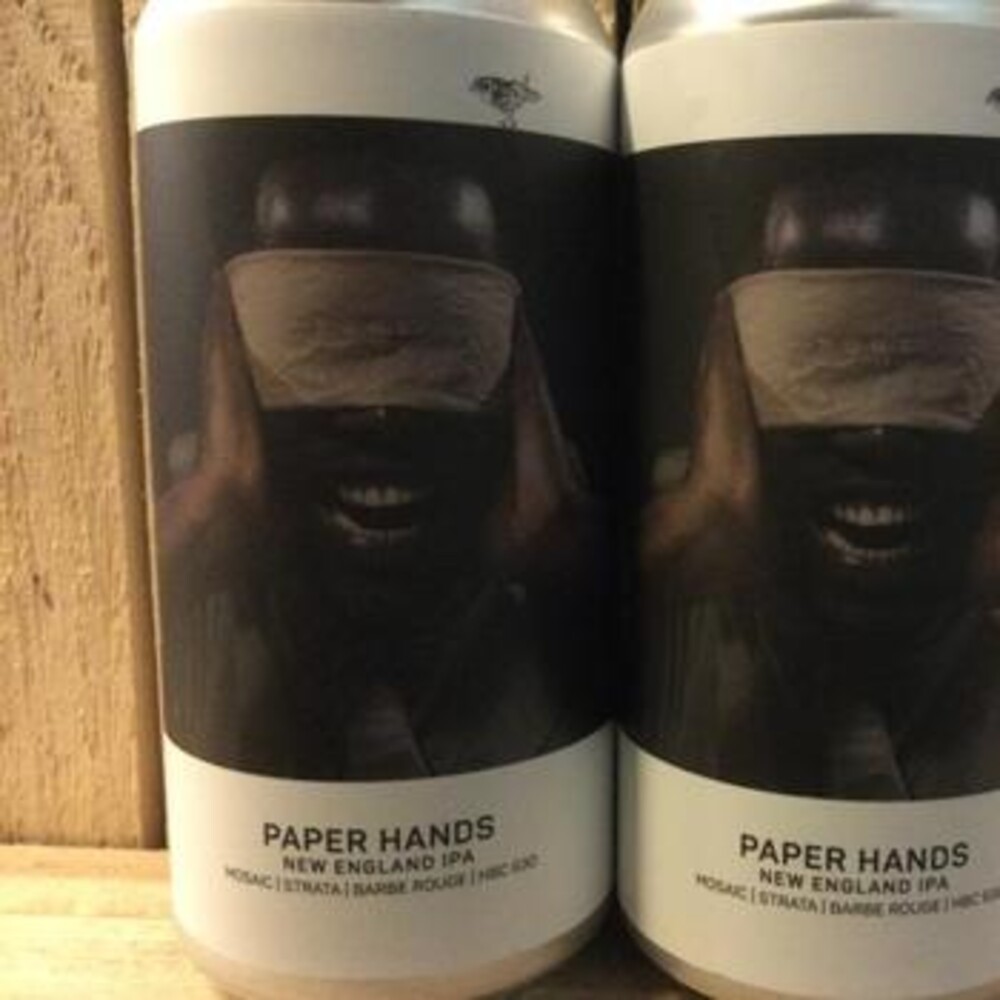 PAPER HANDS
NEW ENGLAND IPA
MOSAIC | STRATA | BARBE ROUGE | HBC 630
PAPER HANDS
NEW ENGLAND IPA
MOSAIC | STRATA | BARBE ROUGE | HBC